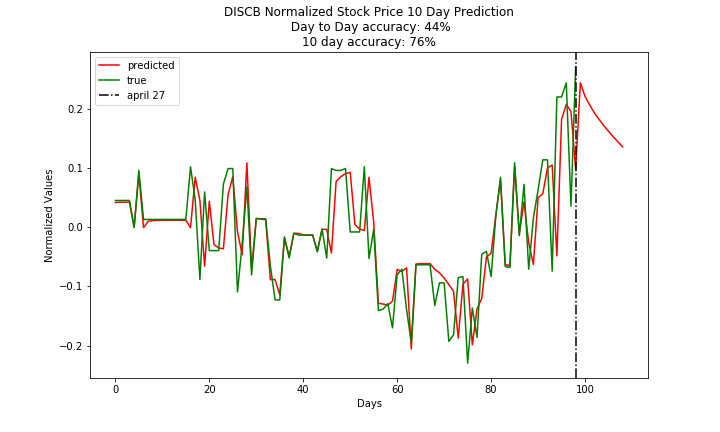 DISCB Normalized Stock Price 10 Day Prediction
Day to Day accuracy: 44%
10 day accuracy: 76%
predicted
true
april 27
Normalized Values
0.2
0.1
0.0
−0.1
−0.2
0 20 40 60 80 100
Days